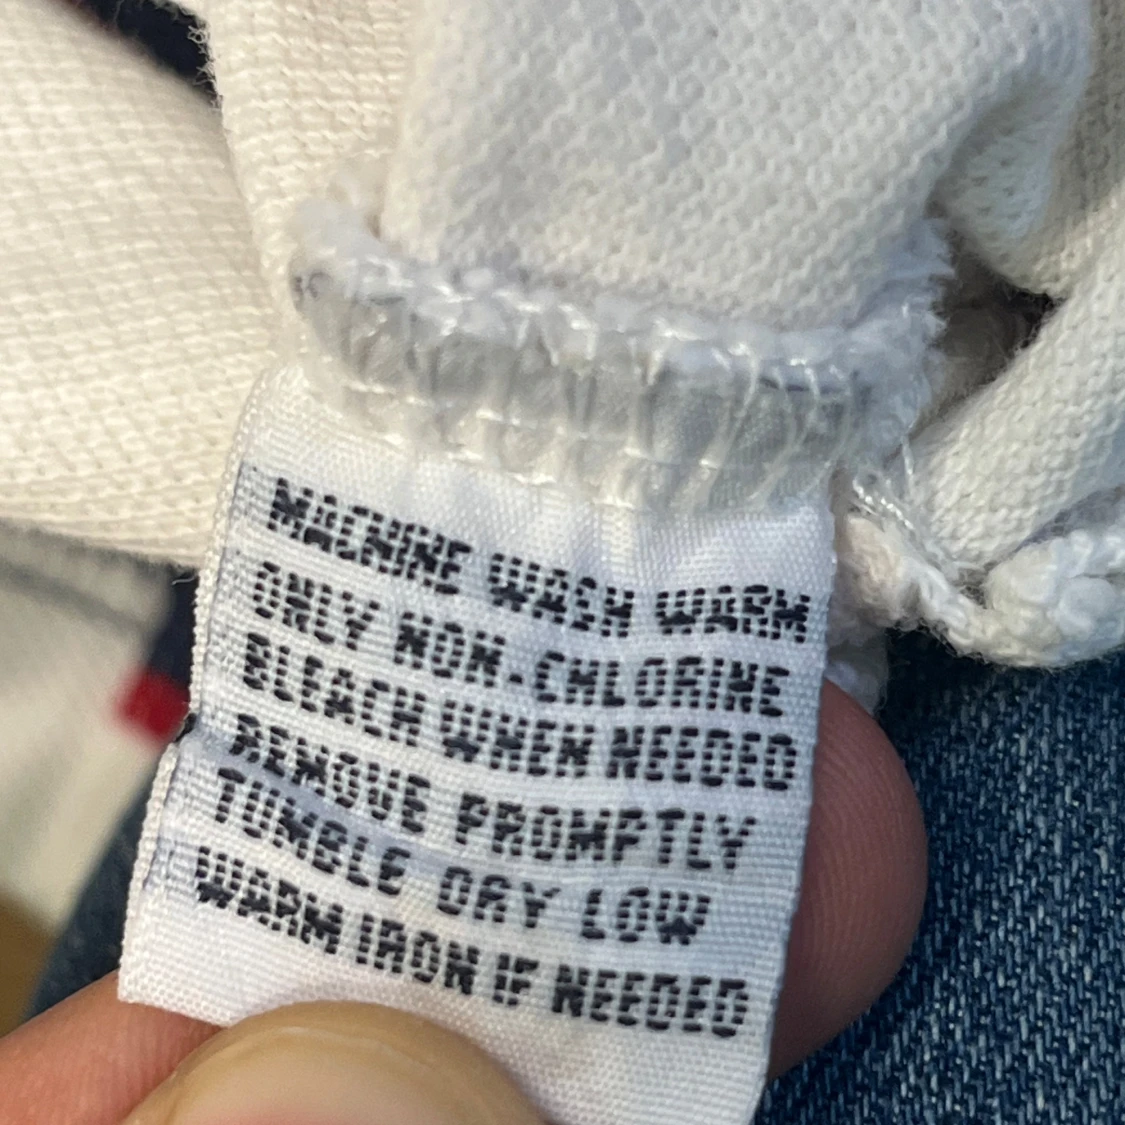 MACHINE WASH WARM
ONLY NON-CHLORINE
BLEACH WHEN NEEDED
REMOVE PROMPTLY
TUMBLE DRY LOW
WARM IRON IF NEEDED